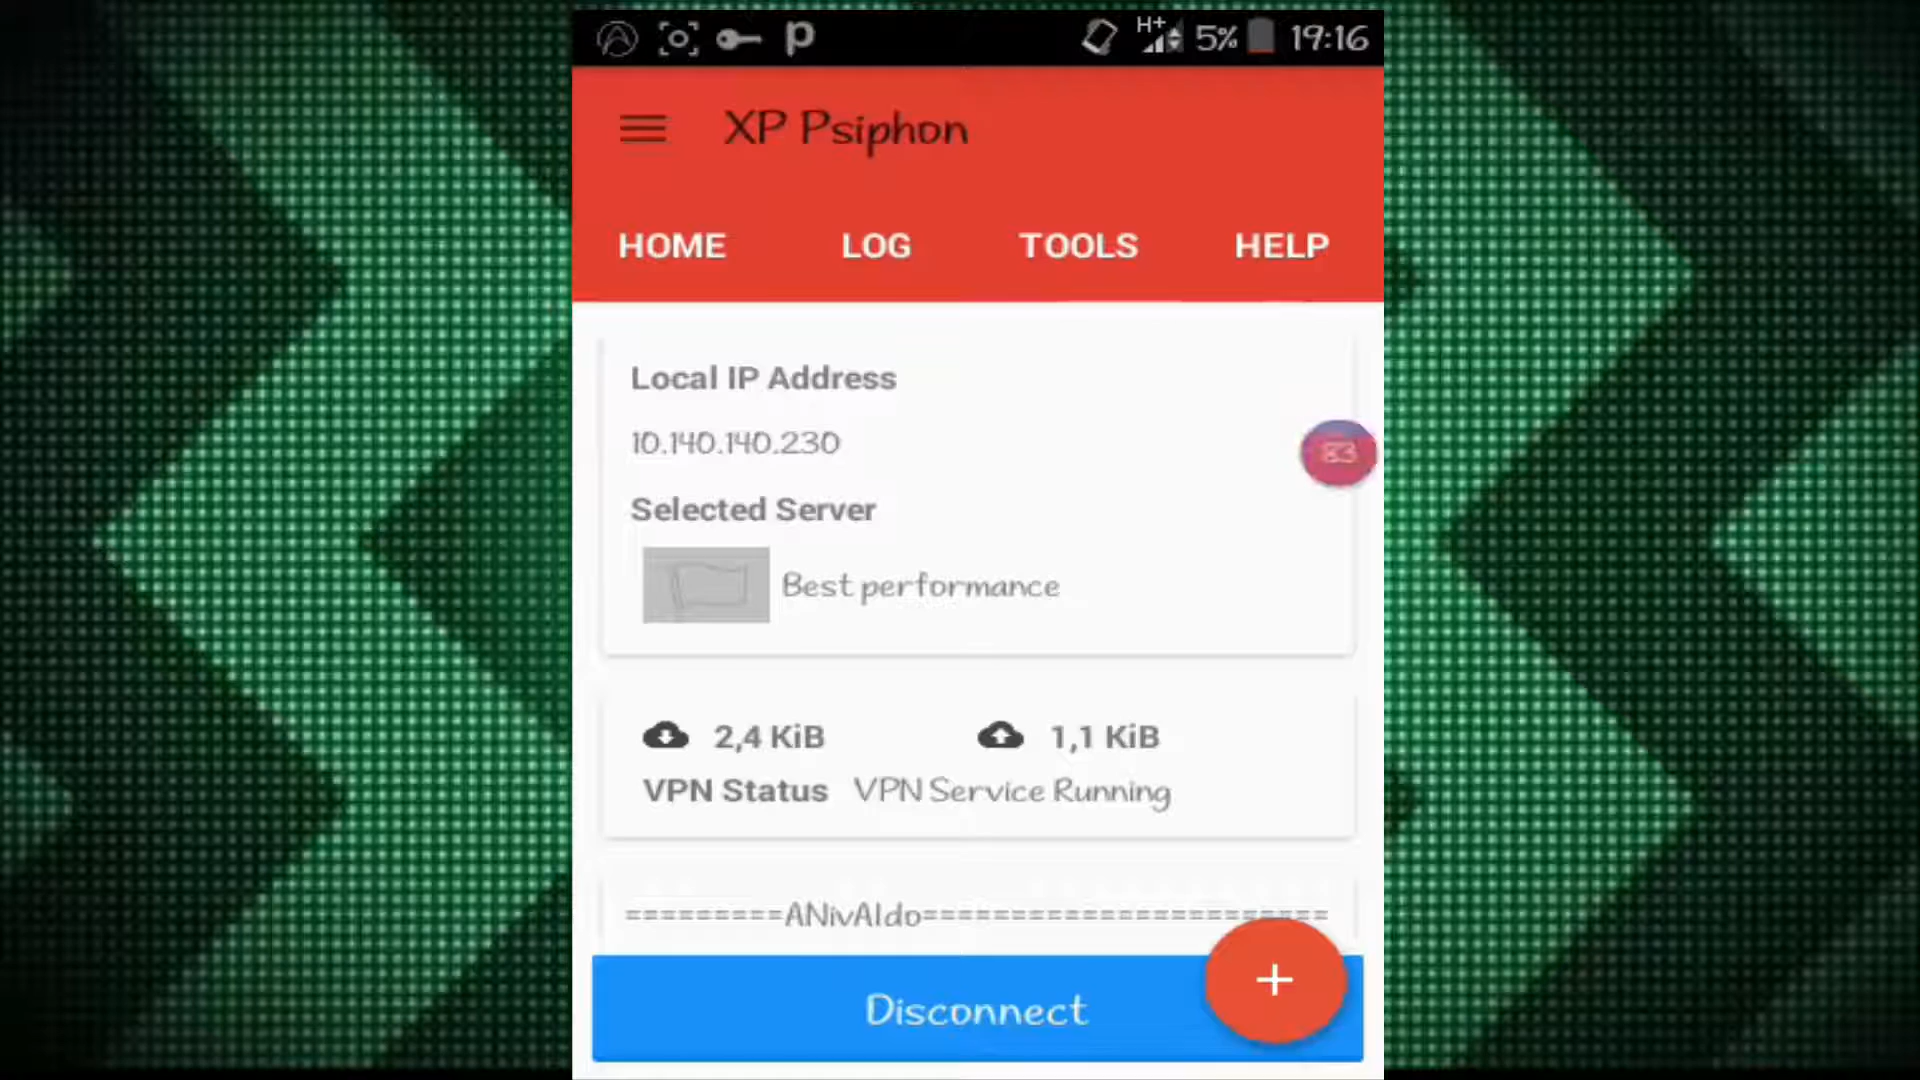 H+ 5% 19:16
XP Psiphon
HOME LOG TOOLS HELP
Local IP Address
10.140.140.230
83
Selected Server
Best performance
2,4 KiB 1,1 KiB
VPN Status VPN Service Running
=========ANivAldo=======================
Disconnect
+